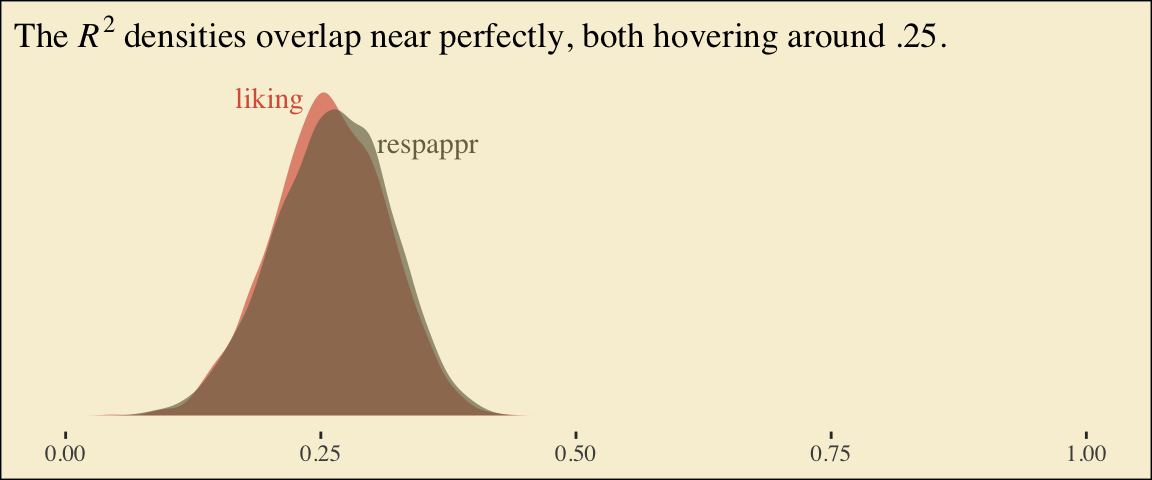 The R² densities overlap near perfectly, both hovering around .25.
liking
respappr
0.00 0.25 0.50 0.75 1.00